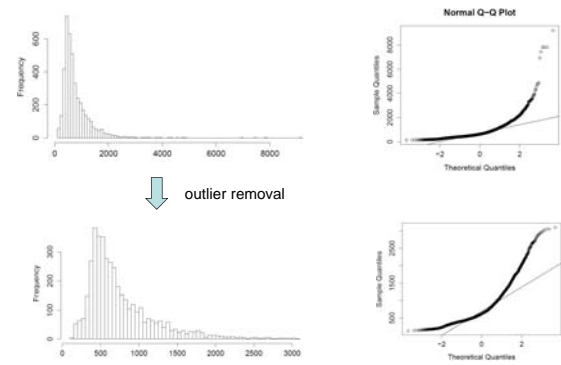 Normal Q-Q Plot
Frequency
600
400
200
0
0 2000 4000 6000 8000
Sample Quantiles
8000
6000
4000
2000
0
-2 0 2
Theoretical Quantiles
outlier removal
Frequency
300
200
100
0
0 500 1000 1500 2000 2500 3000
Sample Quantiles
2500
1500
500
-2 0 2
Theoretical Quantiles